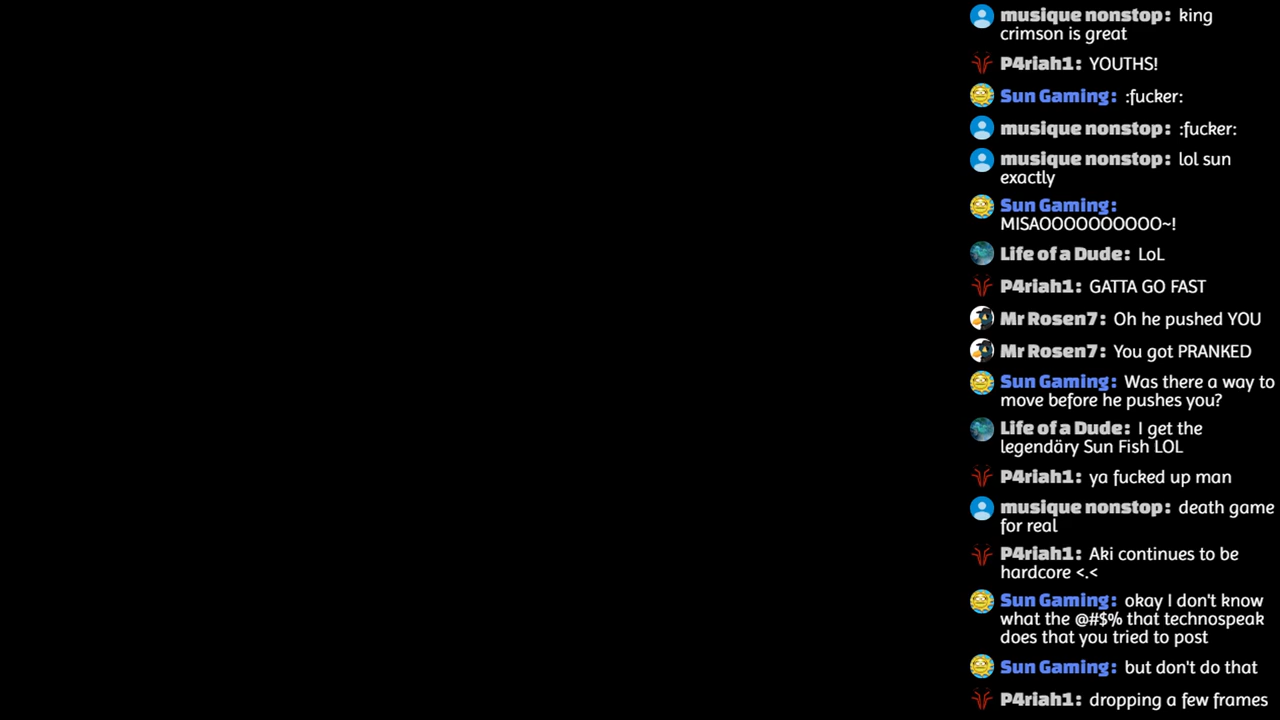 musique nonstop: king
crimson is great
P4riah1: YOUTHS!
Sun Gaming: :fucker:
musique nonstop: :fucker:
musique nonstop: lol sun
exactly
Sun Gaming:
MISAOOOOOOOOOO~!
Life of a Dude: LoL
P4riah1: GATTA GO FAST
Mr Rosen7: Oh he pushed YOU
Mr Rosen7: You got PRANKED
Sun Gaming: Was there a way to
move before he pushes you?
Life of a Dude: I get the
legendäry Sun Fish LOL
P4riah1: ya fucked up man
musique nonstop: death game
for real
P4riah1: Aki continues to be
hardcore <.<
Sun Gaming: okay I don't know
what the @#$% that technospeak
does that you tried to post
Sun Gaming: but don't do that
P4riah1: dropping a few frames